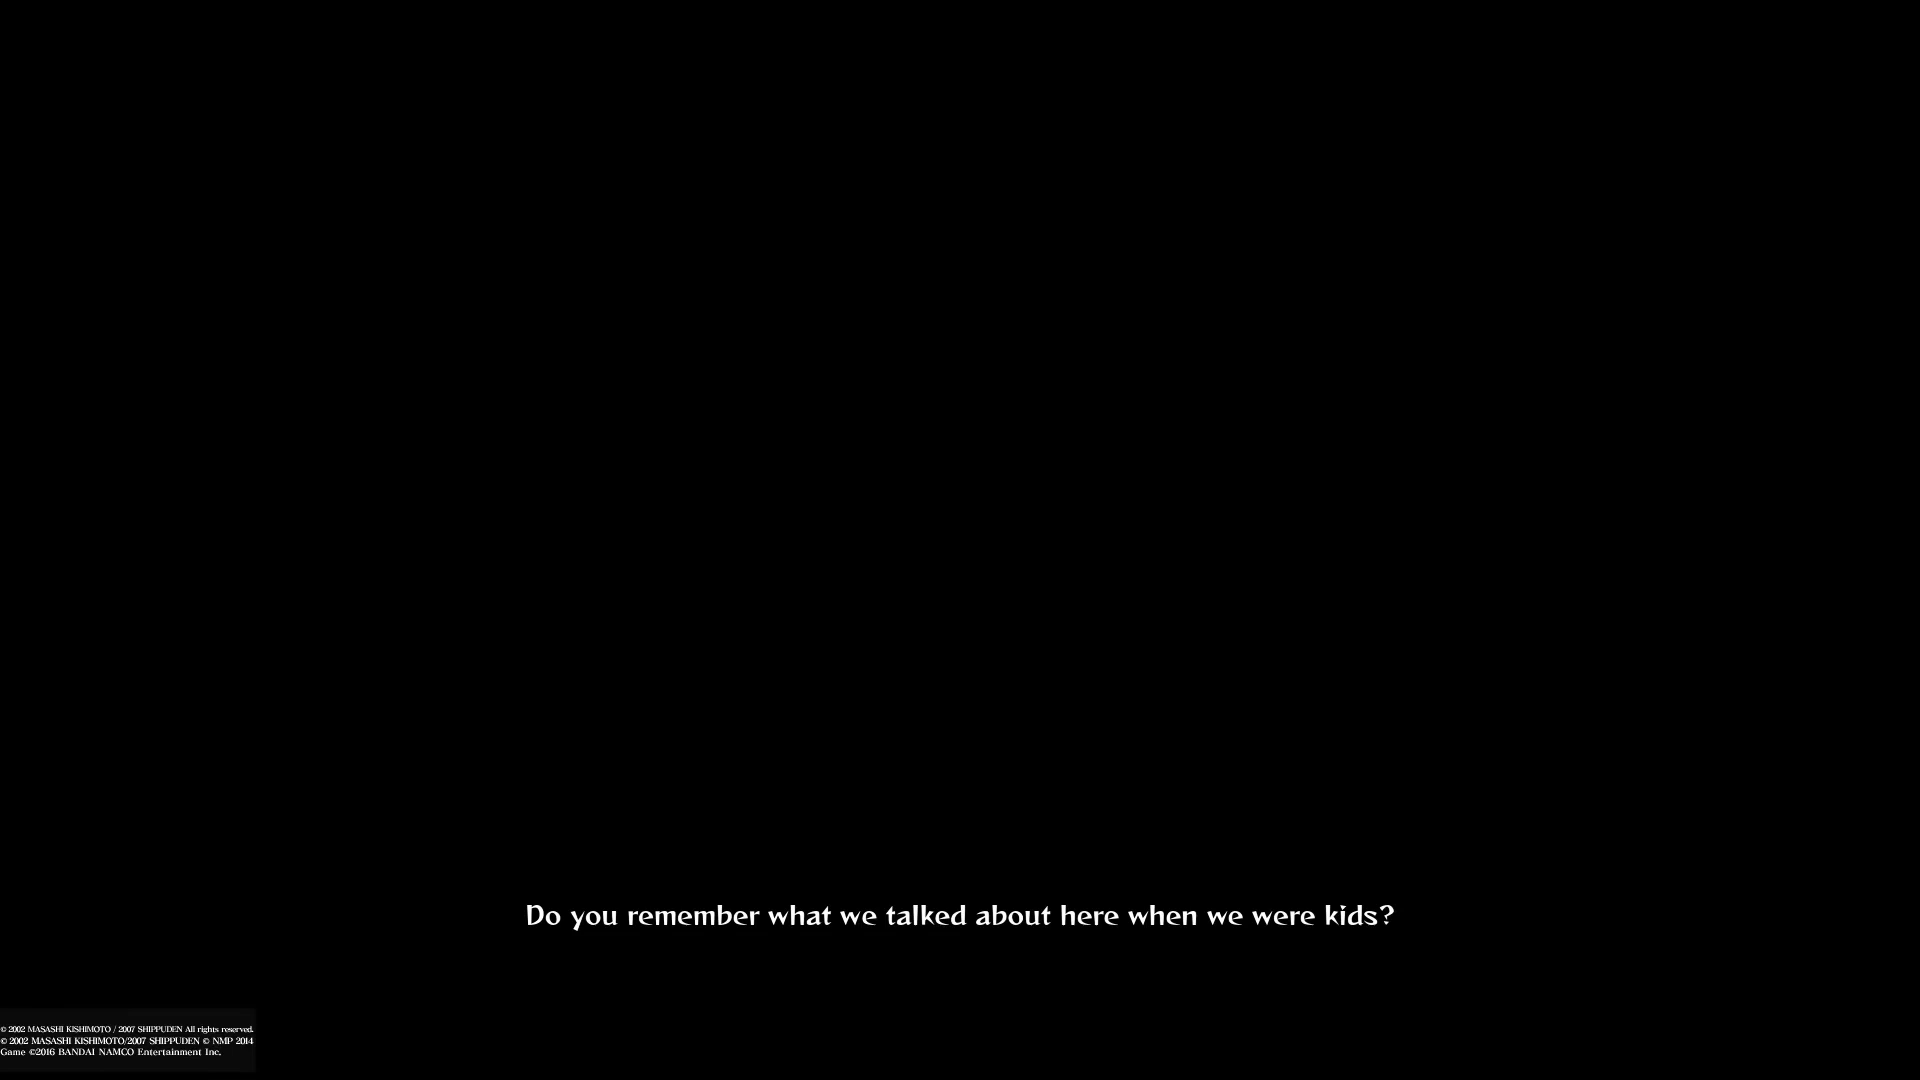 Do you remember what we talked about here when we were kids?
© 2002 MASASHI KISHIMOTO / 2007 SHIPPUDEN All rights reserved.
© 2002 MASASHI KISHIMOTO/2007 SHIPPUDEN © NMP 2014
Game ©2016 BANDAI NAMCO Entertainment Inc.